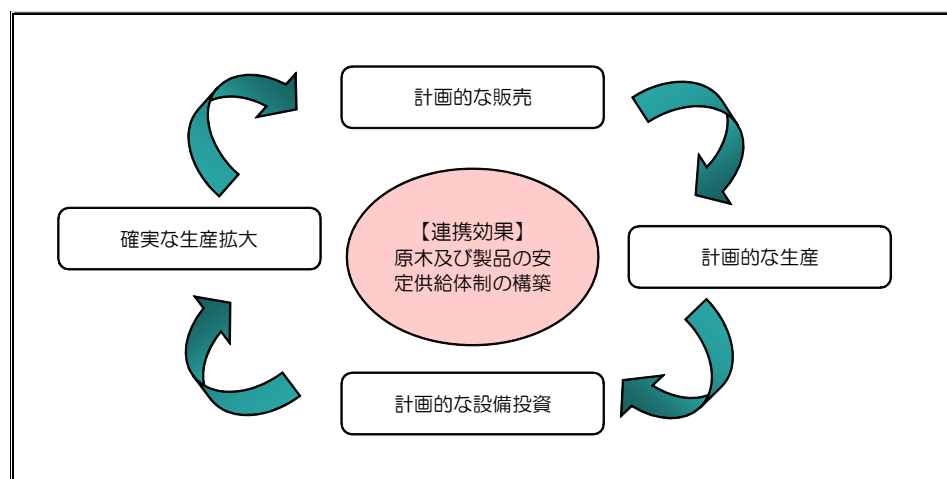 計画的な販売
確実な生産拡大
【連携効果】
原木及び製品の安
定供給体制の構築
計画的な生産
計画的な設備投資